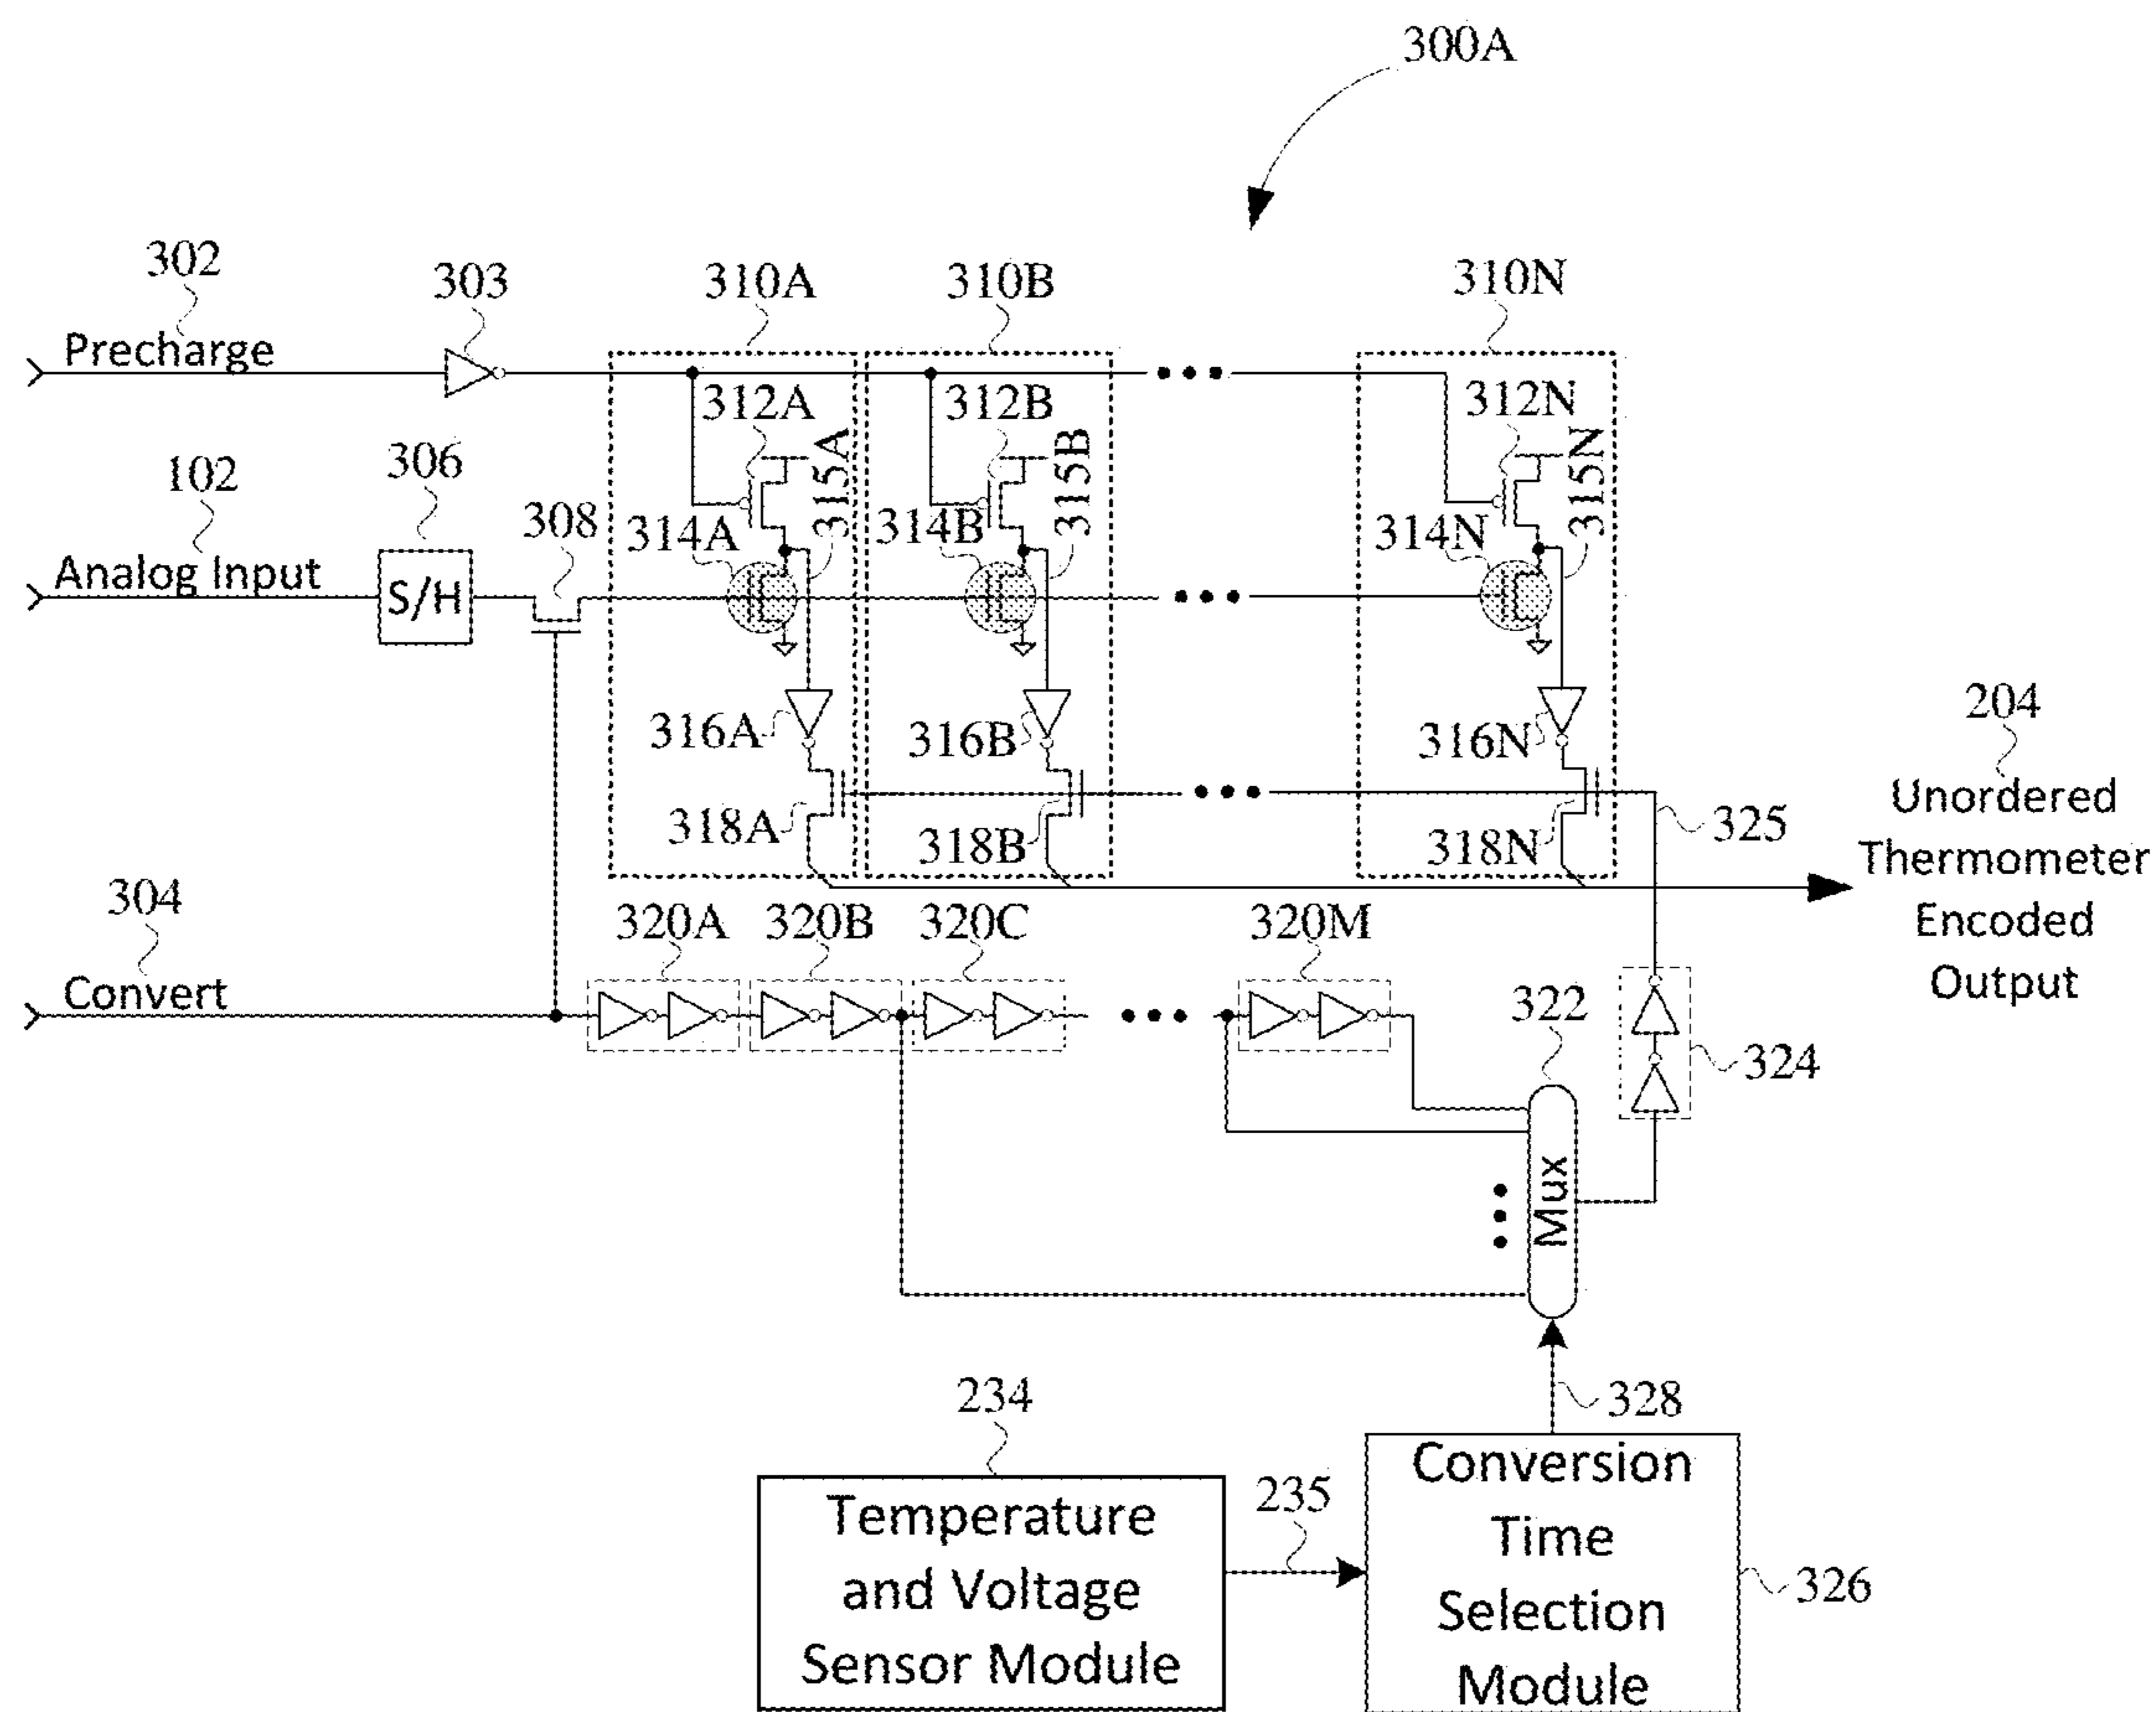 300A
302
303
310A
310B
310N
Precharge
312A
312B
312N
315A
315B
315N
102
306
308
314A
314B
314N
Analog Input
S/H
316A
316B
316N
204
Unordered
Thermometer
Encoded
Output
318A
318B
318N
325
304
320A
320B
320C
320M
Convert
322
324
Mux
328
234
235
Temperature
and Voltage
Sensor Module
Conversion
Time
Selection
Module
326